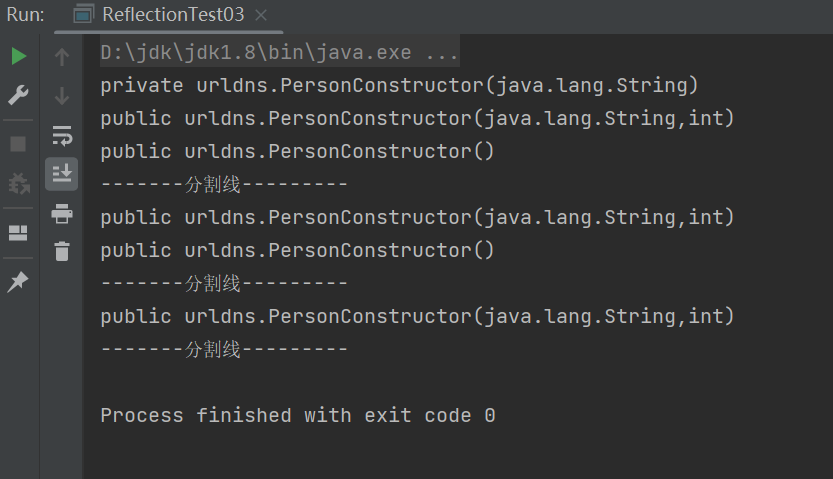 Run: ReflectionTest03
D:\jdk\jdk1.8\bin\java.exe ...
private urldns.PersonConstructor(java.lang.String)
public urldns.PersonConstructor(java.lang.String,int)
public urldns.PersonConstructor()
-------分割线---------
public urldns.PersonConstructor(java.lang.String,int)
public urldns.PersonConstructor()
-------分割线---------
public urldns.PersonConstructor(java.lang.String,int)
-------分割线---------
Process finished with exit code 0